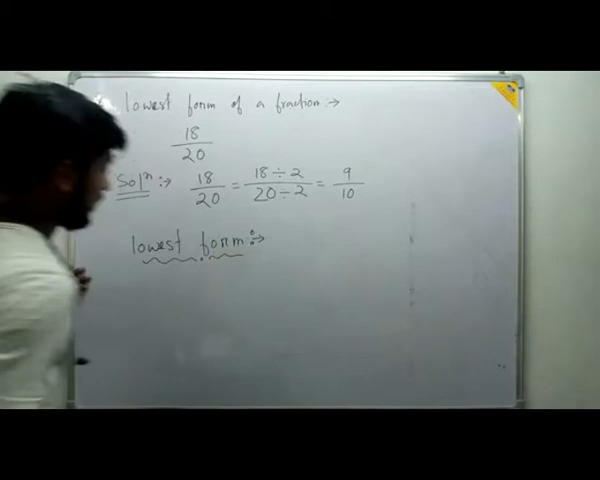 lowest form of a fraction :→
18/20
Solⁿ :→ 18/20 = 18÷2/20÷2 = 9/10
lowest form :→